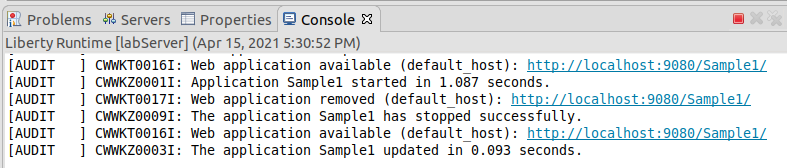 Problems Servers Properties Console
Liberty Runtime [labServer] (Apr 15, 2021 5:30:52 PM)
[AUDIT   ] CWWKT0016I: Web application available (default_host): http://localhost:9080/Sample1/
[AUDIT   ] CWWKZ0001I: Application Sample1 started in 1.087 seconds.
[AUDIT   ] CWWKT0017I: Web application removed (default_host): http://localhost:9080/Sample1/
[AUDIT   ] CWWKZ0009I: The application Sample1 has stopped successfully.
[AUDIT   ] CWWKT0016I: Web application available (default_host): http://localhost:9080/Sample1/
[AUDIT   ] CWWKZ0003I: The application Sample1 updated in 0.093 seconds.